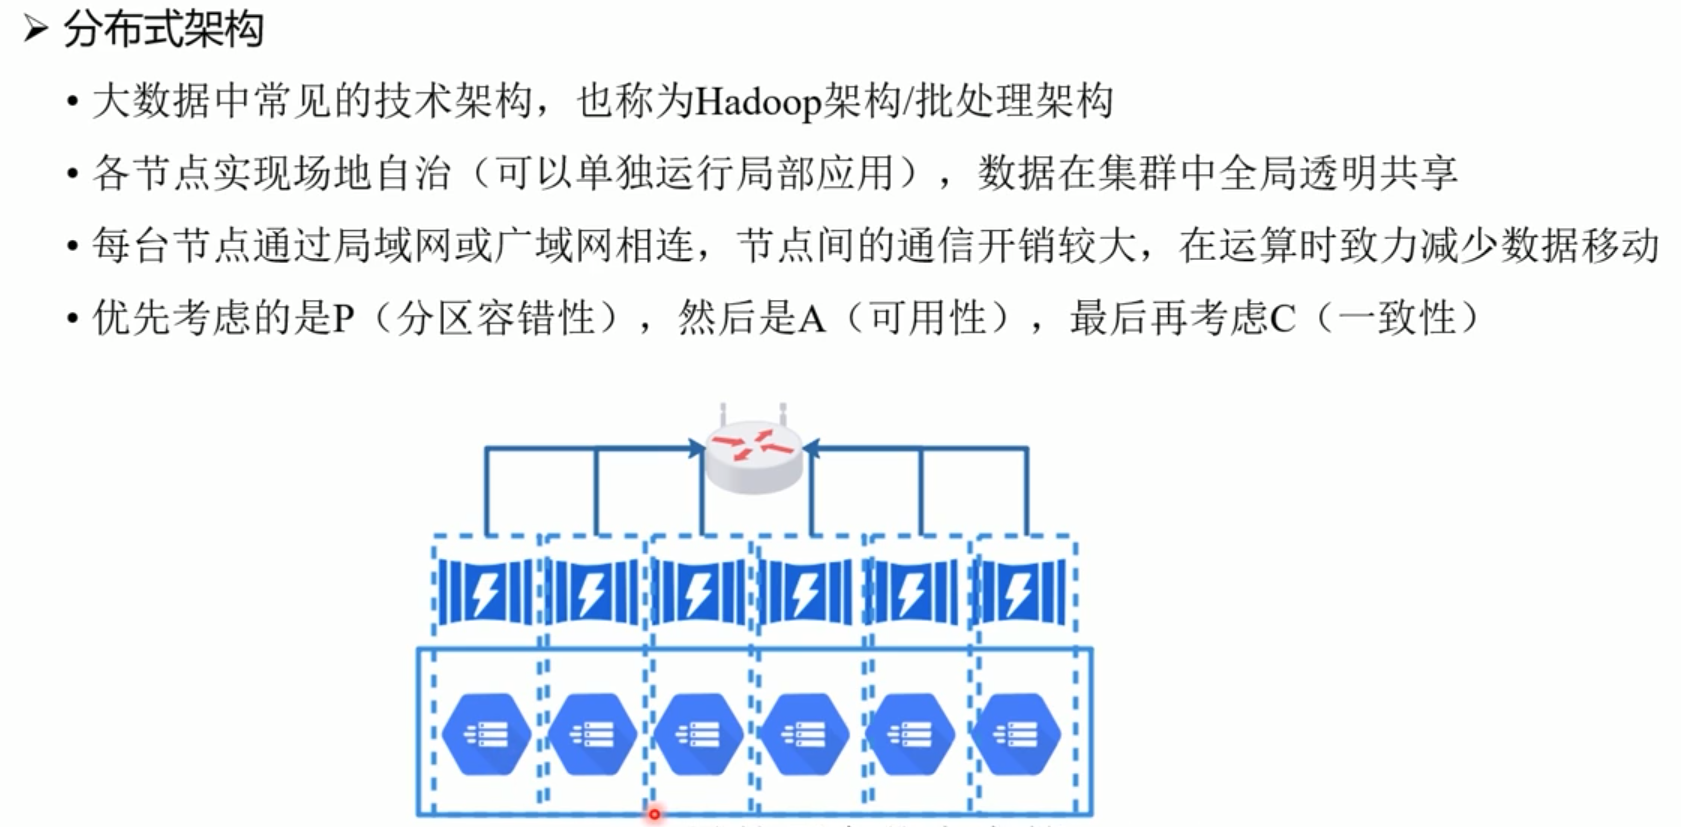 ➢ 分布式架构
• 大数据中常见的技术架构，也称为Hadoop架构/批处理架构
• 各节点实现场地自治（可以单独运行局部应用），数据在集群中全局透明共享
• 每台节点通过局域网或广域网相连，节点间的通信开销较大，在运算时致力减少数据移动
• 优先考虑的是P（分区容错性），然后是A（可用性），最后再考虑C（一致性）